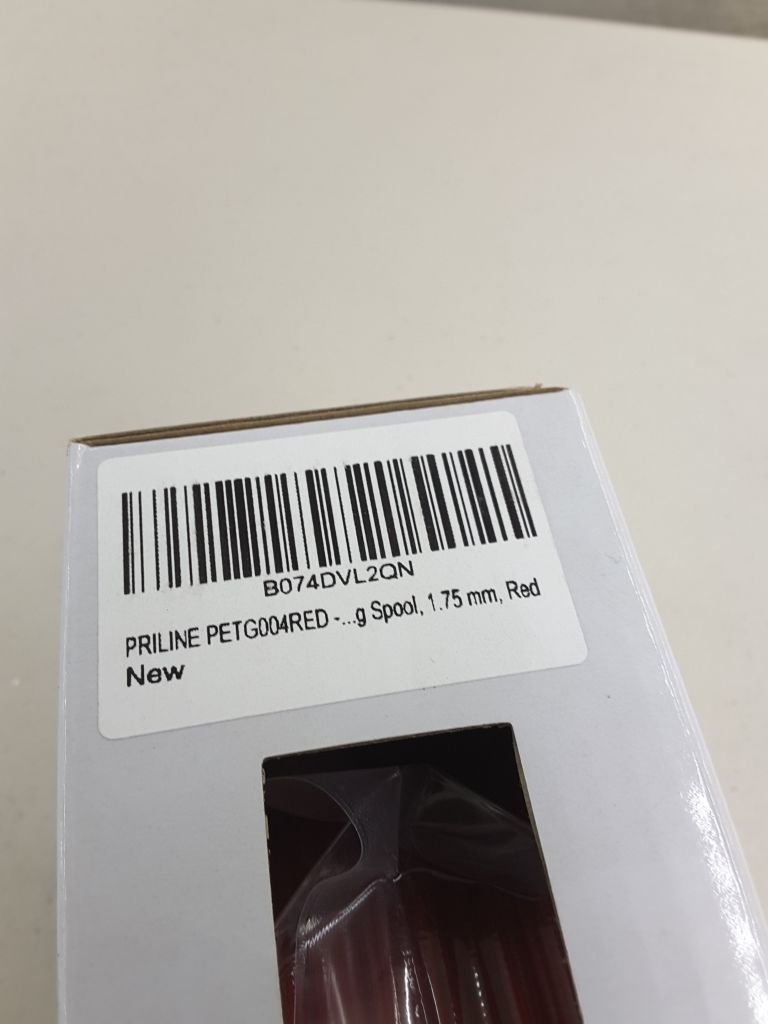 B074DVL2QN
PRILINE PETG004RED -...g Spool, 1.75 mm, Red
New